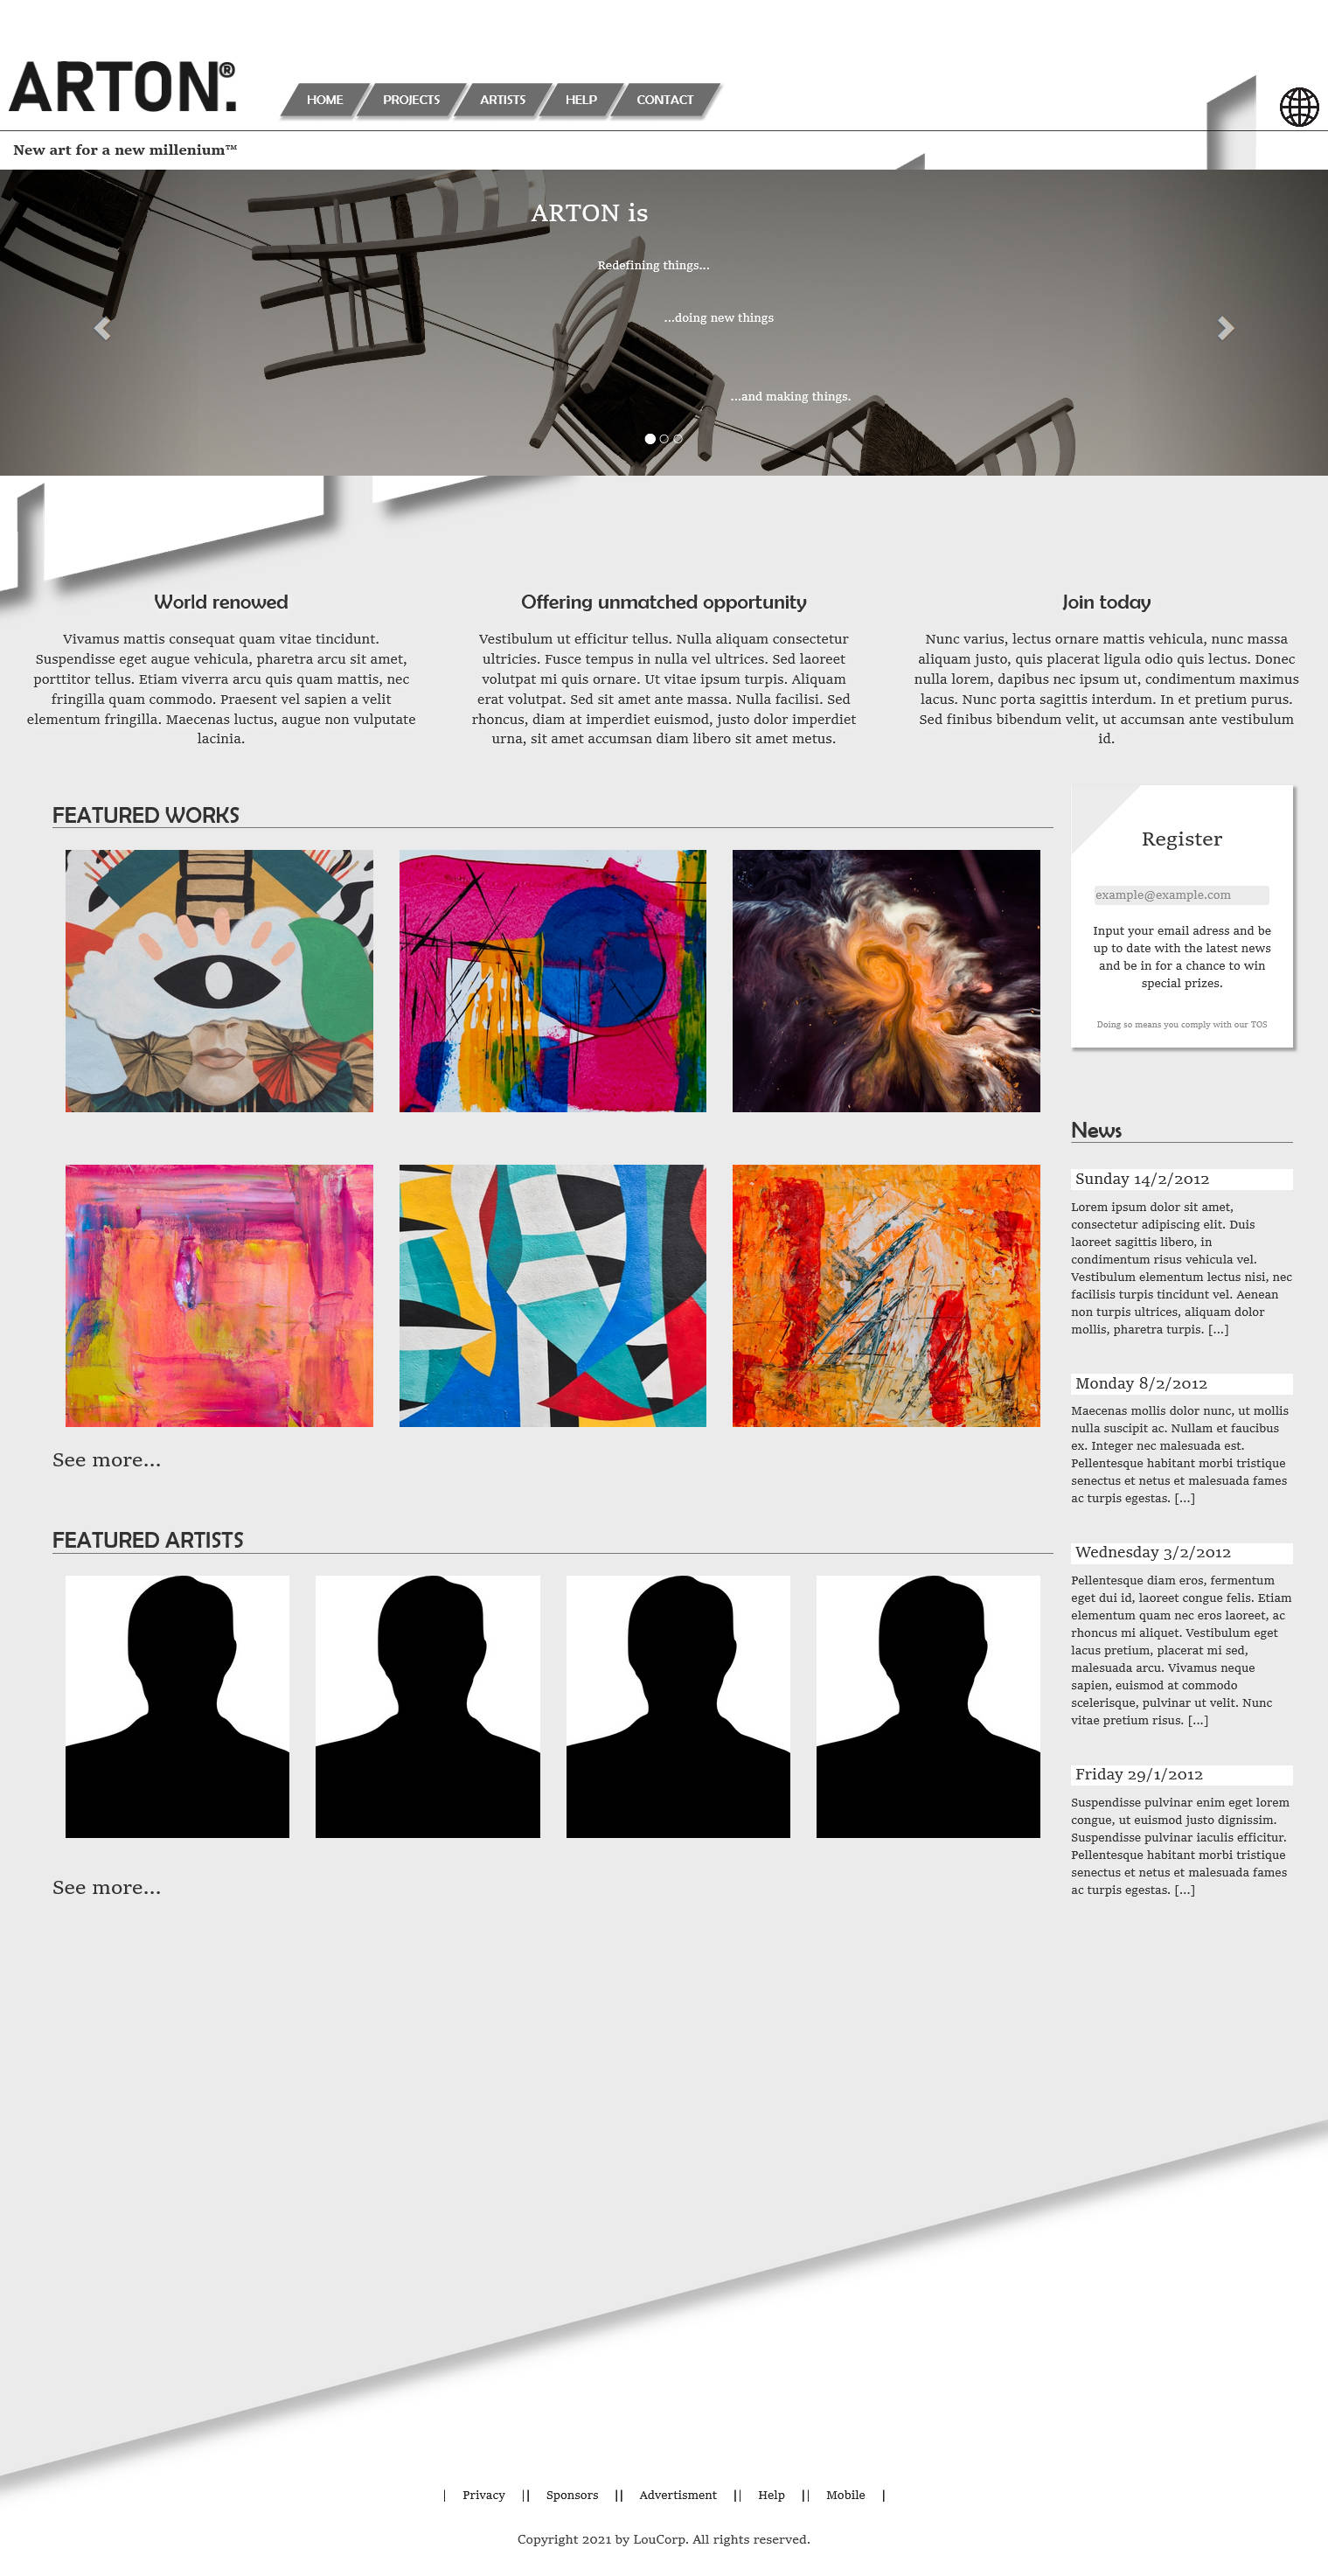 ARTON.®
HOME
PROJECTS
ARTISTS
HELP
CONTACT
New art for a new millenium™
ARTON is
Redefining things...
...doing new things
...and making things.
World renowed
Vivamus mattis consequat quam vitae tincidunt.
Suspendisse eget augue vehicula, pharetra arcu sit amet,
porttitor tellus. Etiam viverra arcu quis quam mattis, nec
fringilla quam commodo. Praesent vel sapien a velit
elementum fringilla. Maecenas luctus, augue non vulputate
lacinia.
Offering unmatched opportunity
Vestibulum ut efficitur tellus. Nulla aliquam consectetur
ultricies. Fusce tempus in nulla vel ultrices. Sed laoreet
volutpat mi quis ornare. Ut vitae ipsum turpis. Aliquam
erat volutpat. Sed sit amet ante massa. Nulla facilisi. Sed
rhoncus, diam at imperdiet euismod, justo dolor imperdiet
urna, sit amet accumsan diam libero sit amet metus.
Join today
Nunc varius, lectus ornare mattis vehicula, nunc massa
aliquam justo, quis placerat ligula odio quis lectus. Donec
nulla lorem, dapibus nec ipsum ut, condimentum maximus
lacus. Nunc porta sagittis interdum. In et pretium purus.
Sed finibus bibendum velit, ut accumsan ante vestibulum
id.
FEATURED WORKS
See more...
FEATURED ARTISTS
See more...
Register
example@example.com
Input your email adress and be
up to date with the latest news
and be in for a chance to win
special prizes.
Doing so means you comply with our TOS
News
Sunday 14/2/2012
Lorem ipsum dolor sit amet,
consectetur adipiscing elit. Duis
laoreet sagittis libero, in
condimentum risus vehicula vel.
Vestibulum elementum lectus nisi, nec
facilisis turpis tincidunt vel. Aenean
non turpis ultrices, aliquam dolor
mollis, pharetra turpis. [...]
Monday 8/2/2012
Maecenas mollis dolor nunc, ut mollis
nulla suscipit ac. Nullam et faucibus
ex. Integer nec malesuada est.
Pellentesque habitant morbi tristique
senectus et netus et malesuada fames
ac turpis egestas. [...]
Wednesday 3/2/2012
Pellentesque diam eros, fermentum
eget dui id, laoreet congue felis. Etiam
elementum quam nec eros laoreet, ac
rhoncus mi aliquet. Vestibulum eget
lacus pretium, placerat mi sed,
malesuada arcu. Vivamus neque
sapien, euismod at commodo
scelerisque, pulvinar ut velit. Nunc
vitae pretium risus. [...]
Friday 29/1/2012
Suspendisse pulvinar enim eget lorem
congue, ut euismod justo dignissim.
Suspendisse pulvinar iaculis efficitur.
Pellentesque habitant morbi tristique
senectus et netus et malesuada fames
ac turpis egestas. [...]
| Privacy || Sponsors || Advertisment || Help || Mobile |
Copyright 2021 by LouCorp. All rights reserved.